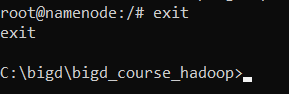 root@namenode:/# exit
exit
C:\bigd\bigd_course_hadoop>